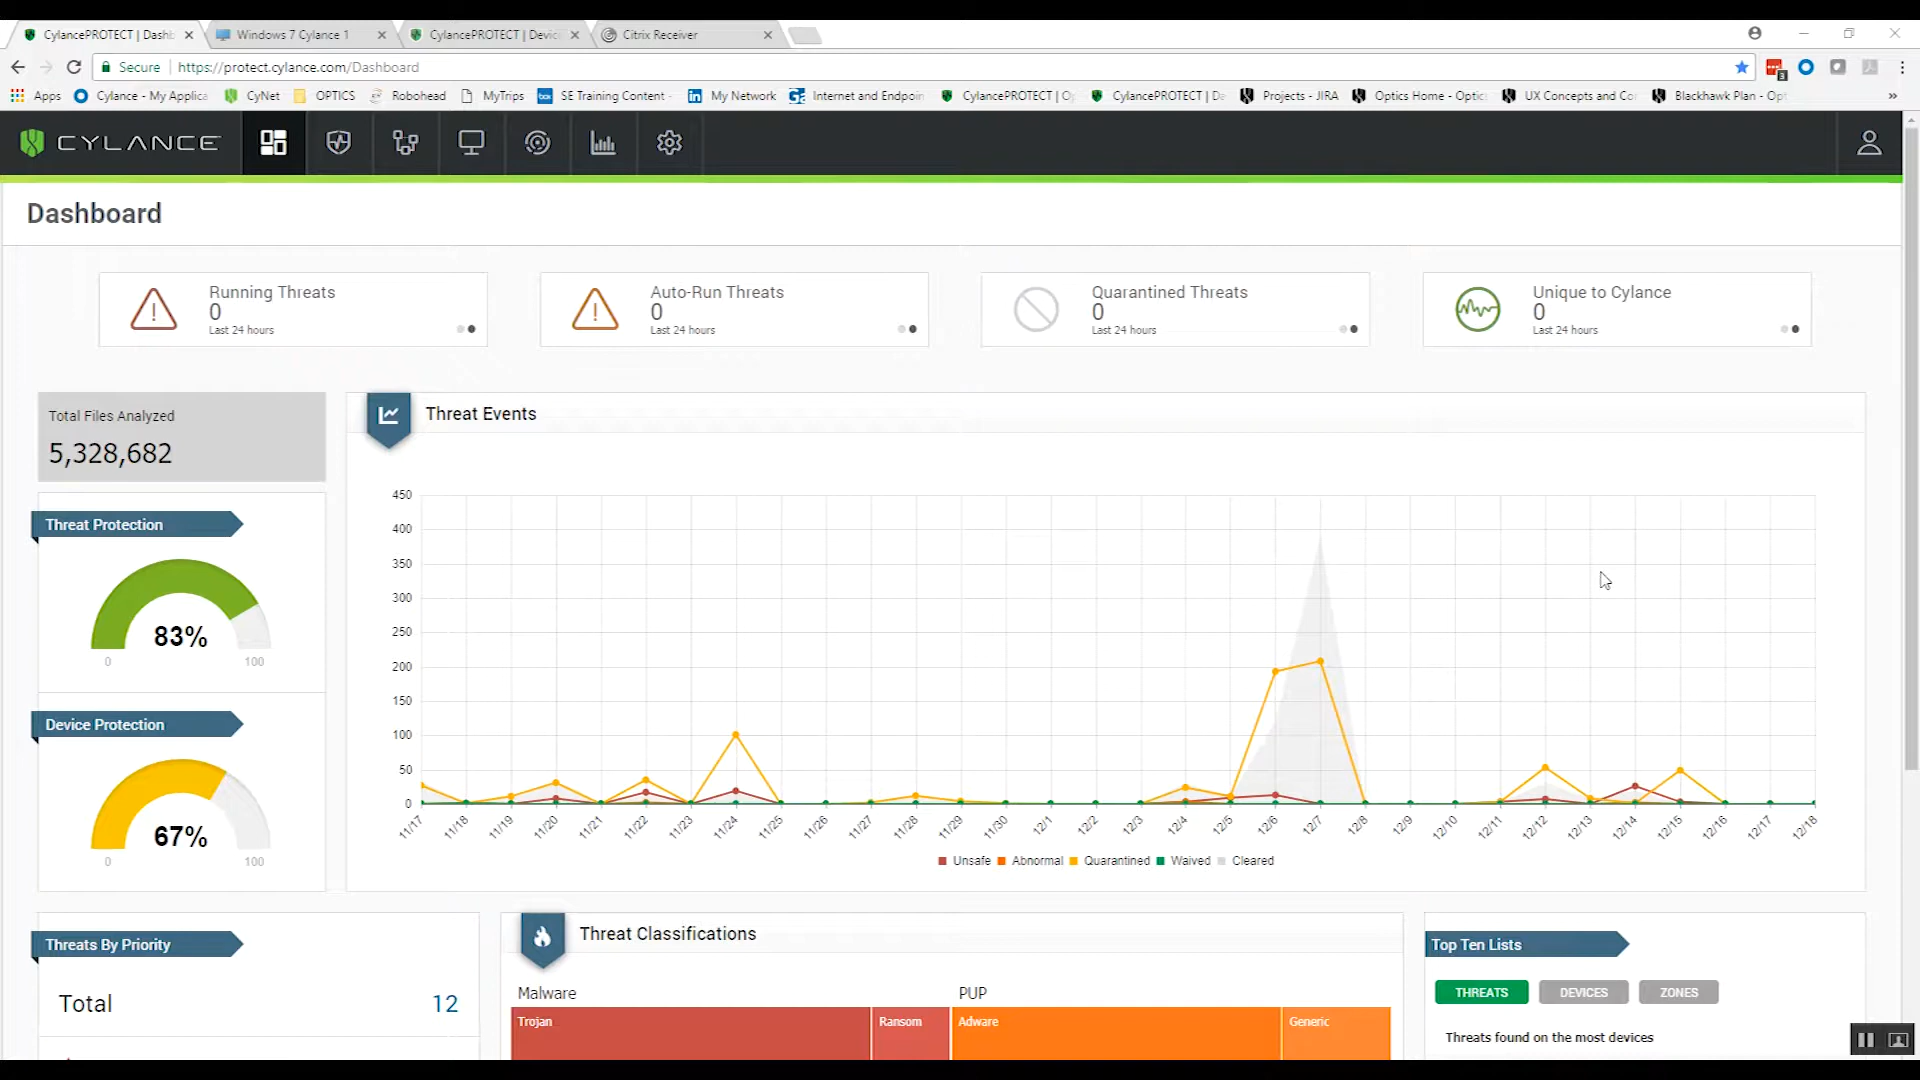 CylancePROTECT | Dashb
Windows 7 Cylance 1
CylancePROTECT | Devic
Citrix Receiver
Secure
https://protect.cylance.com/Dashboard
3
Apps
Cylance - My Applica
CyNet
OPTICS
Robohead
MyTrips
box
SE Training Content -
in
My Network
Internet and Endpoin
CylancePROTECT | Op
CylancePROTECT | De
Projects - JIRA
Optics Home - Optic
UX Concepts and Co
Blackhawk Plan - Opt
»
CYLANCE
Dashboard
Running Threats
0
Last 24 hours
Auto-Run Threats
0
Last 24 hours
Quarantined Threats
0
Last 24 hours
Unique to Cylance
0
Last 24 hours
Total Files Analyzed
5,328,682
Threat Protection
83%
0
100
Device Protection
67%
0
100
Threat Events
450
400
350
300
250
200
150
100
50
0
11/17
11/18
11/19
11/20
11/21
11/22
11/23
11/24
11/25
11/26
11/27
11/28
11/29
11/30
12/1
12/2
12/3
12/4
12/5
12/6
12/7
12/8
12/9
12/10
12/11
12/12
12/13
12/14
12/15
12/16
12/17
12/18
Unsafe
Abnormal
Quarantined
Waived
Cleared
Threats By Priority
Total
12
Threat Classifications
Malware
PUP
Trojan
Ransom
Adware
Generic
Top Ten Lists
THREATS
DEVICES
ZONES
Threats found on the most devices